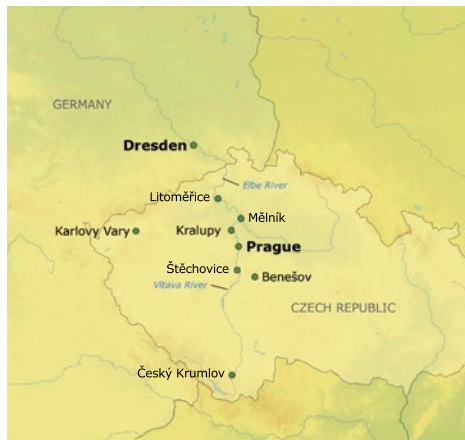 GERMANY
Dresden
Elbe River
Litoměřice
Mělník
Karlovy Vary
Kralupy
Prague
Štěchovice
Benešov
Vltava River
CZECH REPUBLIC
Český Krumlov